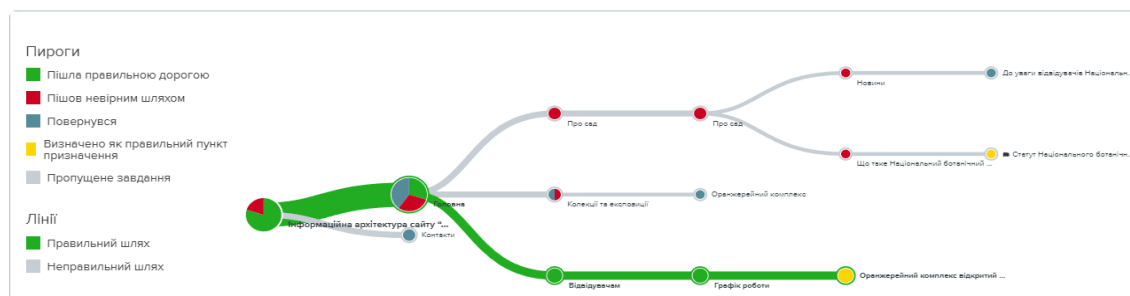 Пироги
Пішла правильною дорогою
Пішов невірним шляхом
Повернувся
Визначено як правильний пункт
призначення
Пропущене завдання
Лінії
Правильний шлях
Неправильний шлях
Інформаційна архітектура сайту "...
Головна
Контакти
Про сад
Про сад
Новини
До уваги відвідувачів Національн...
Що таке Національний ботанічний ...
Статут Національного ботанічн...
Колекції та експозиції
Оранжерейний комплекс
Відвідувачам
Графік роботи
Оранжерейний комплекс відкритий ...